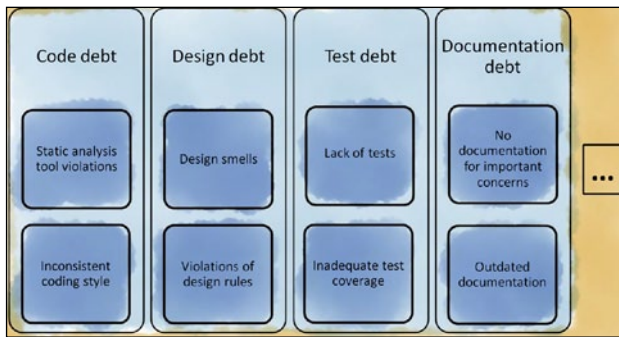 Code debt
Static analysis
tool violations
Inconsistent
coding style
Design debt
Design smells
Violations of
design rules
Test debt
Lack of tests
Inadequate test
coverage
Documentation
debt
No
documentation
for important
concerns
Outdated
documentation
...